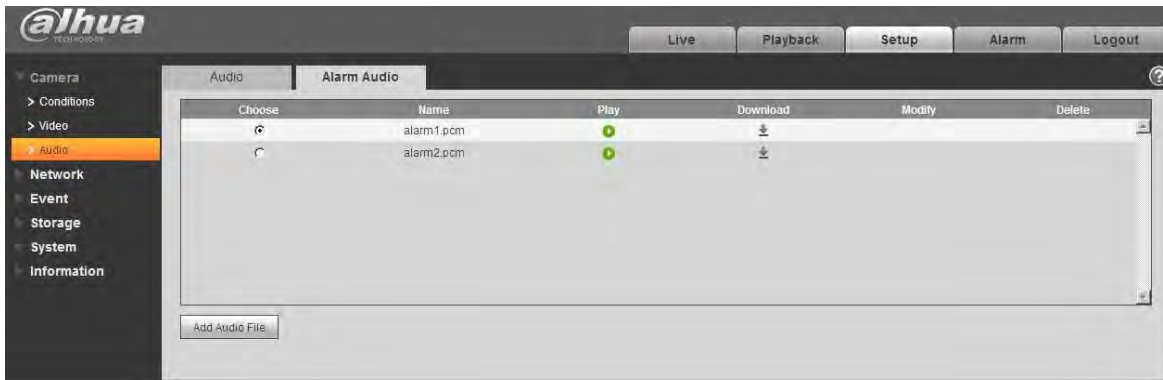 alhua
TECHNOLOGY
Live Playback Setup Alarm Logout
Camera
> Conditions
> Video
> Audio
Network
Event
Storage
System
Information
Audio Alarm Audio ?
Choose Name Play Download Modify Delete
alarm1.pcm
alarm2.pcm
Add Audio File